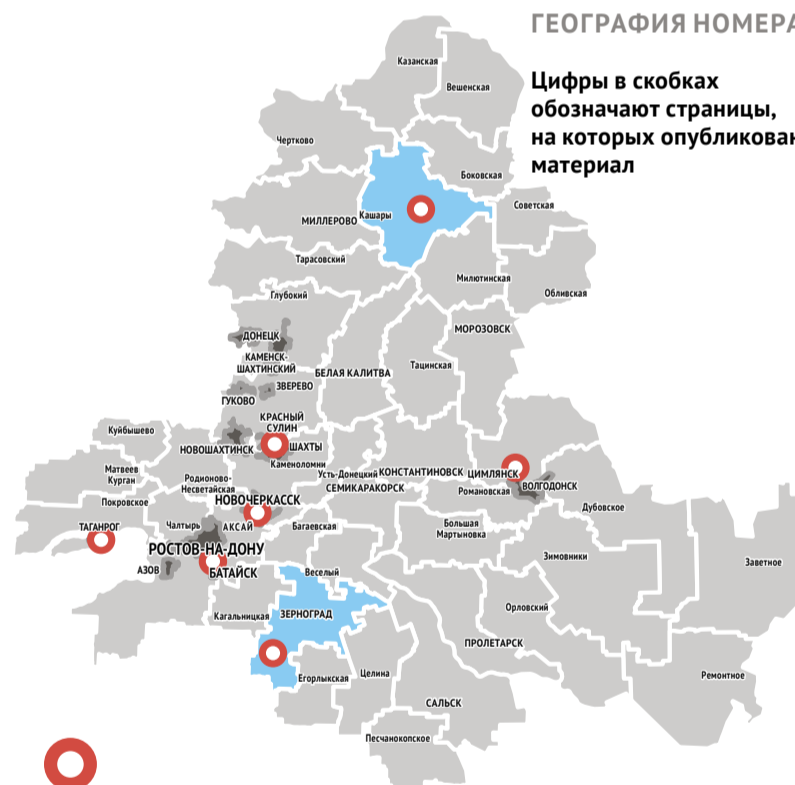 ГЕОГРАФИЯ НОМЕРА
Цифры в скобках
обозначают страницы,
на которых опубликован
материал
Казанская
Вешенская
Чертково
Боковская
Кашары
Советская
МИЛЛЕРОВО
Тарасовский
Милютинская
Обливская
Глубокий
МОРОЗОВСК
ДОНЕЦК
КАМЕНСК-
ШАХТИНСКИЙ
БЕЛАЯ КАЛИТВА
Тацинская
ЗВЕРЕВО
ГУКОВО
КРАСНЫЙ
СУЛИН
Куйбышево
НОВОШАХТИНСК
ШАХТЫ
Каменоломни
Матвеев
Курган
Усть-Донецкий
КОНСТАНТИНОВСК
ЦИМЛЯНСК
Родионово-
Несветайская
СЕМИКАРАКОРСК
Романовская
ВОЛГОДОНСК
Покровское
НОВОЧЕРКАССК
Дубовское
ТАГАНРОГ
Чалтырь
АКСАЙ
Багаевская
Большая
Мартыновка
РОСТОВ-НА-ДОНУ
Зимовники
Заветное
АЗОВ
БАТАЙСК
Веселый
Кагальницкая
ЗЕРНОГРАД
Орловский
ПРОЛЕТАРСК
Егорлыкская
Целина
Ремонтное
САЛЬСК
Песчанокопское